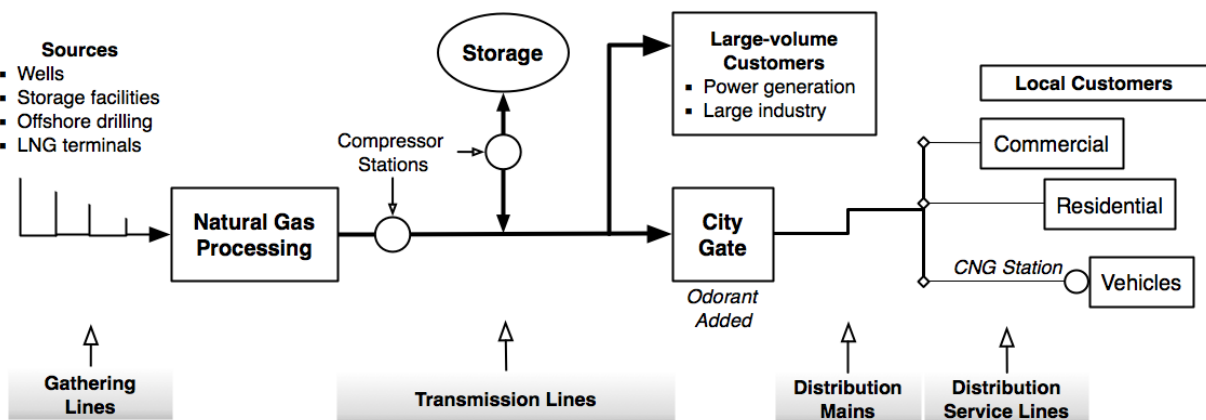 Sources
▪ Wells
▪ Storage facilities
▪ Offshore drilling
▪ LNG terminals
Natural Gas
Processing
Compressor
Stations
Storage
Large-volume
Customers
▪ Power generation
▪ Large industry
City
Gate
Odorant
Added
Local Customers
Commercial
Residential
CNG Station
Vehicles
Gathering
Lines
Transmission Lines
Distribution
Mains
Distribution
Service Lines